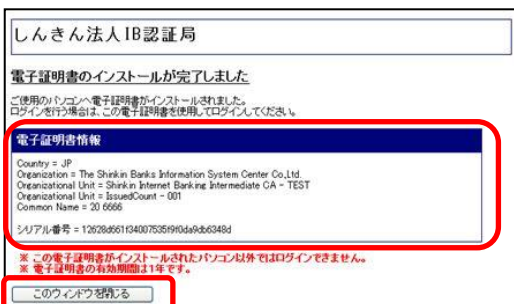 しんきん法人IB認証局
電子証明書のインストールが完了しました
ご使用のパソコンへ電子証明書がインストールされました。
ログインを行う場合は、この電子証明書を使用してログインしてください。
電子証明書情報
Country = JP
Organization = The Shinkin Banks Information System Center Co.,Ltd.
Organizational Unit = Shinkin Internet Banking Intermediate CA - TEST
Organizational Unit = IssuedCount - 001
Common Name = 20 6666
シリアル番号 = 12628d661f34007535f9f0da9db6348d
※ この電子証明書がインストールされたパソコン以外ではログインできません。
※ 電子証明書の有効期間は1年です。
このウィンドウを閉じる